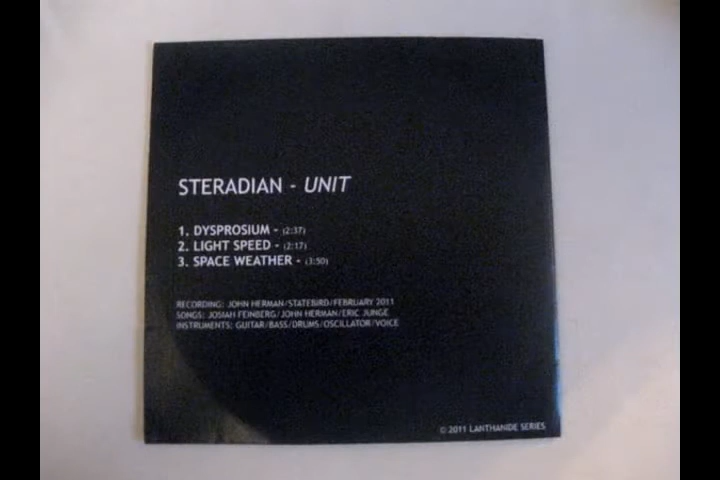 STERADIAN - UNIT
1. DYSPROSIUM - (2:37)
2. LIGHT SPEED - (2:17)
3. SPACE WEATHER - (3:50)
RECORDING: JOHN HERMAN/STATEBIRD/FEBRUARY 2011
SONGS: JOSIAH FEINBERG/JOHN HERMAN/ERIC JUNGE
INSTRUMENTS: GUITAR/BASS/DRUMS/OSCILLATOR/VOICE
© 2011 LANTHANIDE SERIES